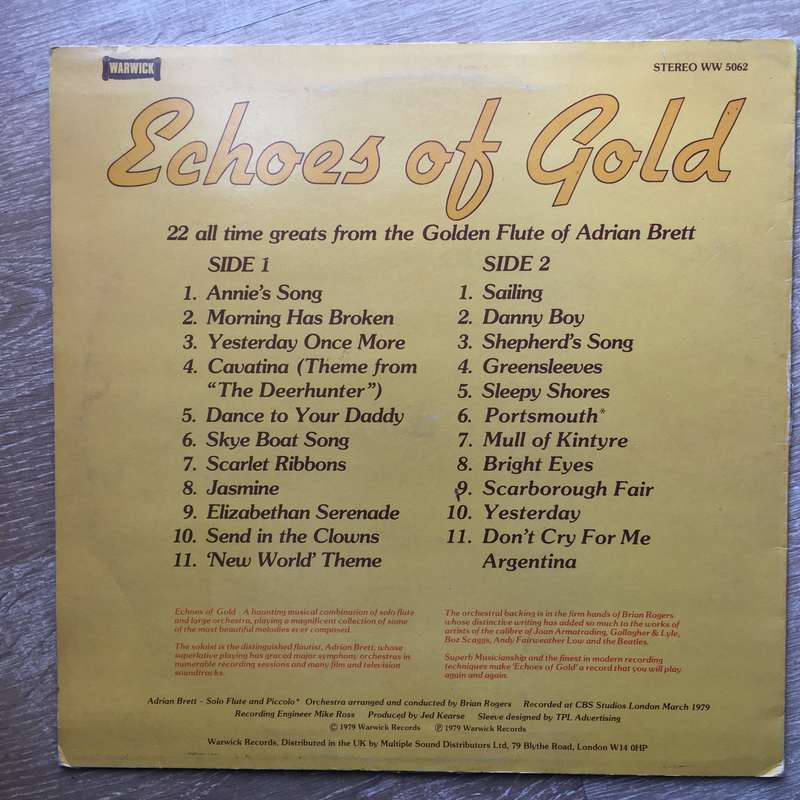 WARWICK
STEREO WW 5062
Echoes of Gold
22 all time greats from the Golden Flute of Adrian Brett
SIDE 1
1. Annie's Song
2. Morning Has Broken
3. Yesterday Once More
4. Cavatina (Theme from
"The Deerhunter")
5. Dance to Your Daddy
6. Skye Boat Song
7. Scarlet Ribbons
8. Jasmine
9. Elizabethan Serenade
10. Send in the Clowns
11. 'New World' Theme
SIDE 2
1. Sailing
2. Danny Boy
3. Shepherd's Song
4. Greensleeves
5. Sleepy Shores
6. Portsmouth*
7. Mull of Kintyre
8. Bright Eyes
9. Scarborough Fair
10. Yesterday
11. Don't Cry For Me
Argentina
Echoes of Gold - A haunting musical combination of solo flute
and large orchestra, playing a magnificent collection of some
of the most beautiful melodies ever composed.
The soloist is the distinguished flautist, Adrian Brett, whose
superlative playing has graced major symphony orchestras in
numerable recording sessions and many film and television
soundtracks.
The orchestral backing is in the firm hands of Brian Rogers
whose distinctive writing has added so much to the works of
artists of the calibre of Joan Armatrading, Gallagher & Lyle,
Boz Scaggs, Andy Fairweather Low and the Beatles.
Superb Musicianship and the finest in modern recording
techniques make 'Echoes of Gold' a record that you will play
again and again.
Adrian Brett - Solo Flute and Piccolo* Orchestra arranged and conducted by Brian Rogers Recorded at CBS Studios London March 1979
Recording Engineer Mike Ross Produced by Jed Kearse Sleeve designed by TPL Advertising
© 1979 Warwick Records ℗ 1979 Warwick Records
Warwick Records, Distributed in the UK by Multiple Sound Distributors Ltd, 79 Blythe Road, London W14 0HP